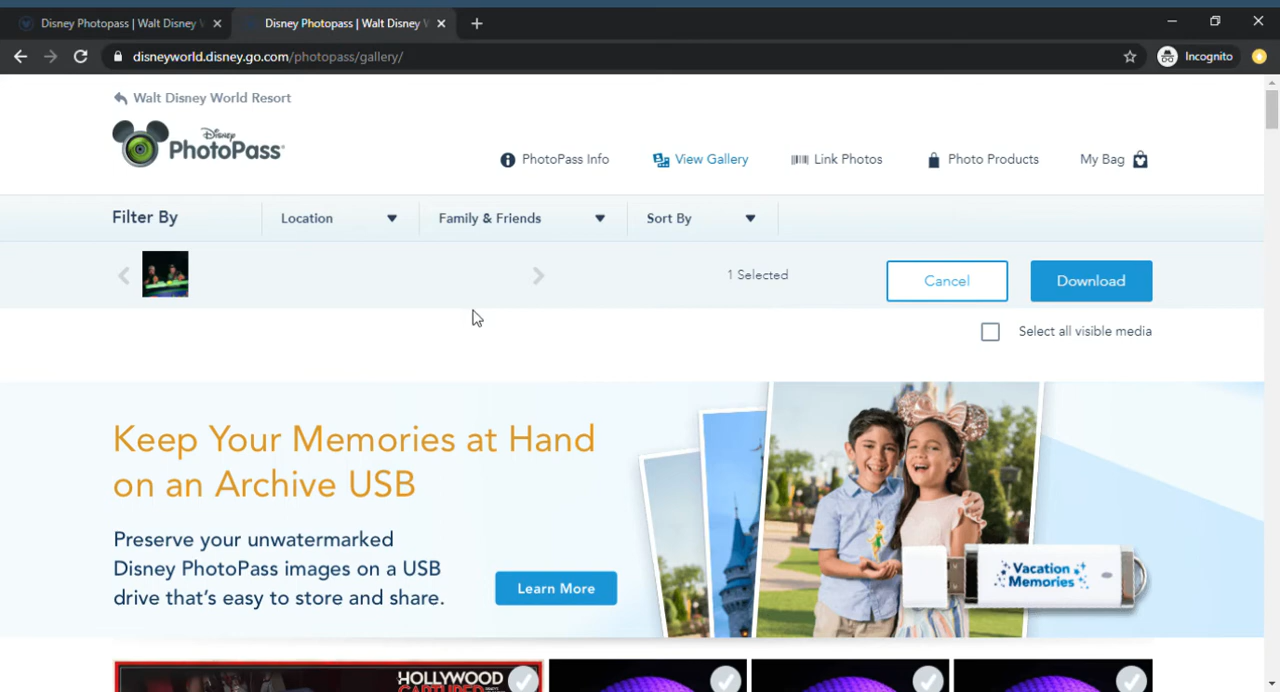 Disney Photopass | Walt Disney W
Disney Photopass | Walt Disney W
disneyworld.disney.go.com/photopass/gallery/
Incognito
Walt Disney World Resort
Disney
PhotoPass
PhotoPass Info
View Gallery
Link Photos
Photo Products
My Bag
Filter By
Location
Family & Friends
Sort By
1 Selected
Cancel
Download
Select all visible media
Keep Your Memories at Hand
on an Archive USB
Preserve your unwatermarked
Disney PhotoPass images on a USB
drive that's easy to store and share.
Learn More
Vacation
Memories
HOLLYWOOD